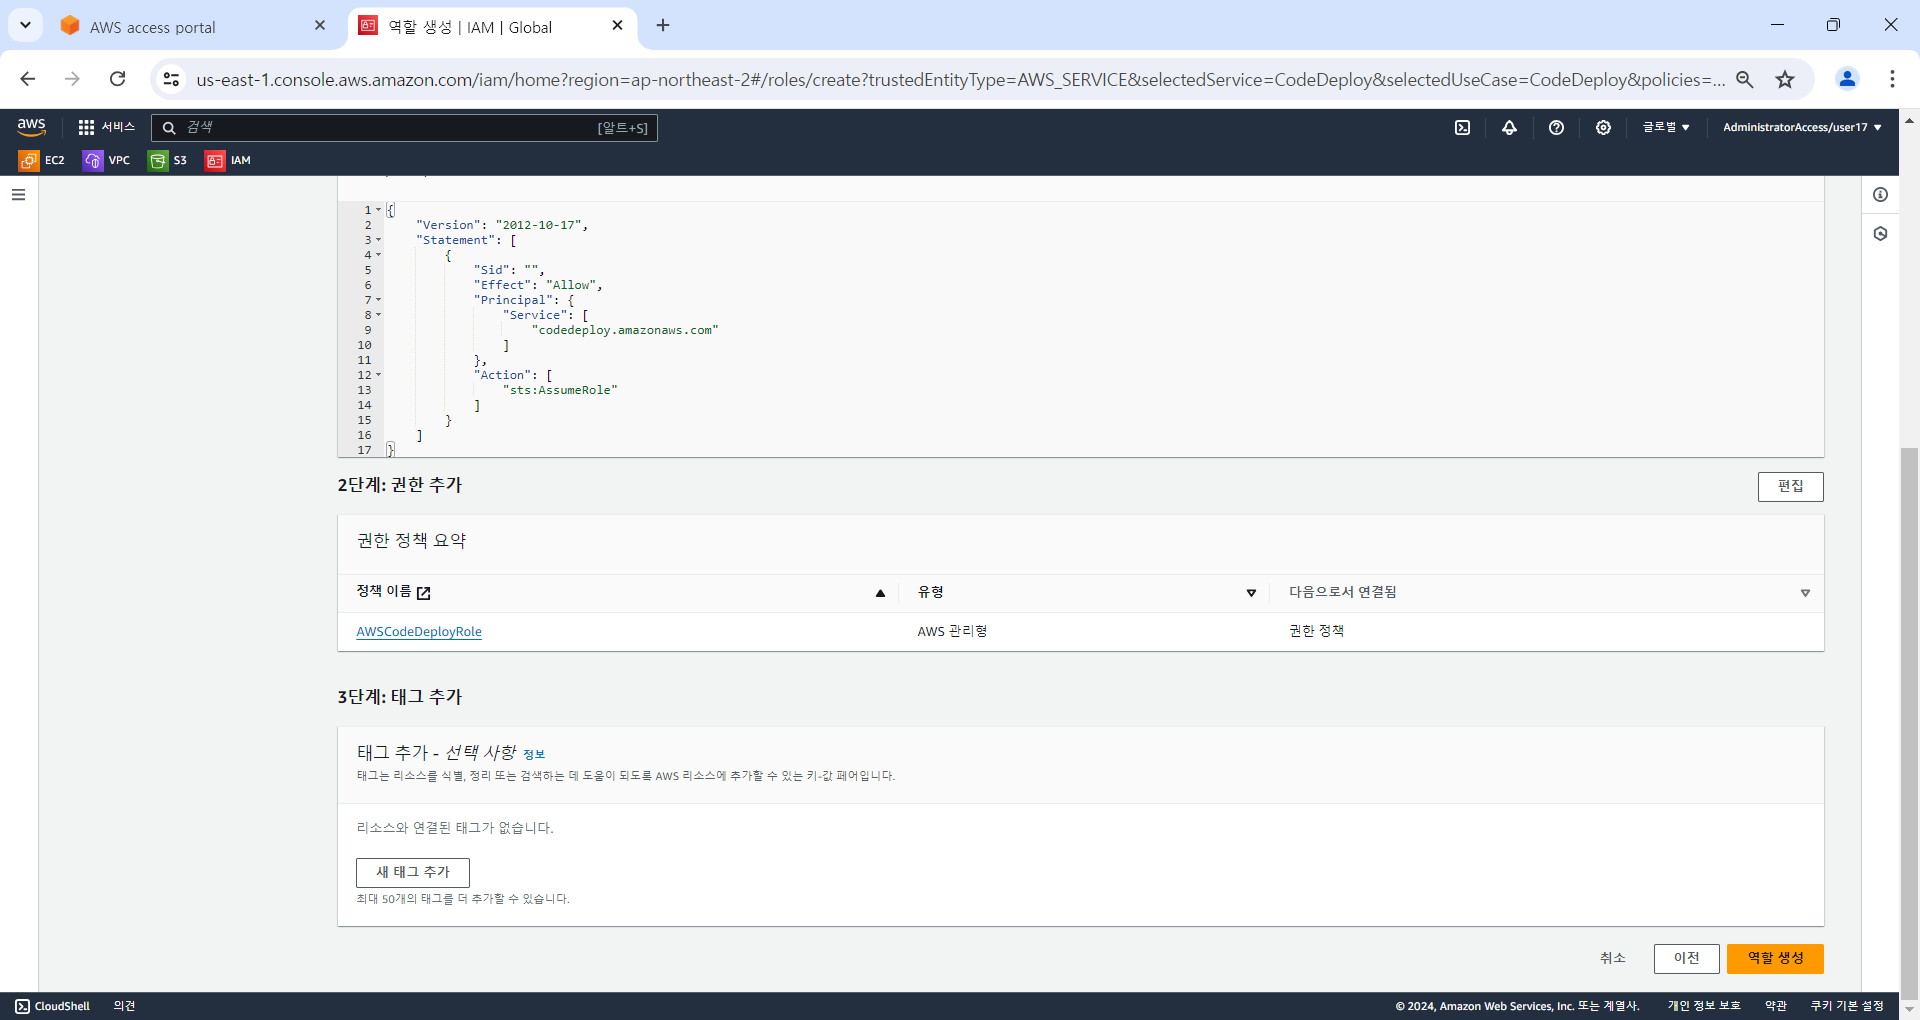 AWS access portal
역할 생성 | IAM | Global
us-east-1.console.aws.amazon.com/iam/home?region=ap-northeast-2#/roles/create?trustedEntityType=AWS_SERVICE&selectedService=CodeDeploy&selectedUseCase=CodeDeploy&policies=...
aws
서비스
검색
[알트+S]
글로벌
AdministratorAccess/user17
EC2
VPC
S3
IAM
1 {
2 "Version": "2012-10-17",
3 "Statement": [
4 {
5 "Sid": "",
6 "Effect": "Allow",
7 "Principal": {
8 "Service": [
9 "codedeploy.amazonaws.com"
10 ]
11 },
12 "Action": [
13 "sts:AssumeRole"
14 ]
15 }
16 ]
17 }
2단계: 권한 추가
편집
권한 정책 요약
정책 이름
유형
다음으로서 연결됨
AWSCodeDeployRole
AWS 관리형
권한 정책
3단계: 태그 추가
태그 추가 - 선택 사항 정보
태그는 리소스를 식별, 정리 또는 검색하는 데 도움이 되도록 AWS 리소스에 추가할 수 있는 키-값 페어입니다.
리소스와 연결된 태그가 없습니다.
새 태그 추가
최대 50개의 태그를 더 추가할 수 있습니다.
취소
이전
역할 생성
CloudShell
의견
© 2024, Amazon Web Services, Inc. 또는 계열사.
개인 정보 보호
약관
쿠키 기본 설정